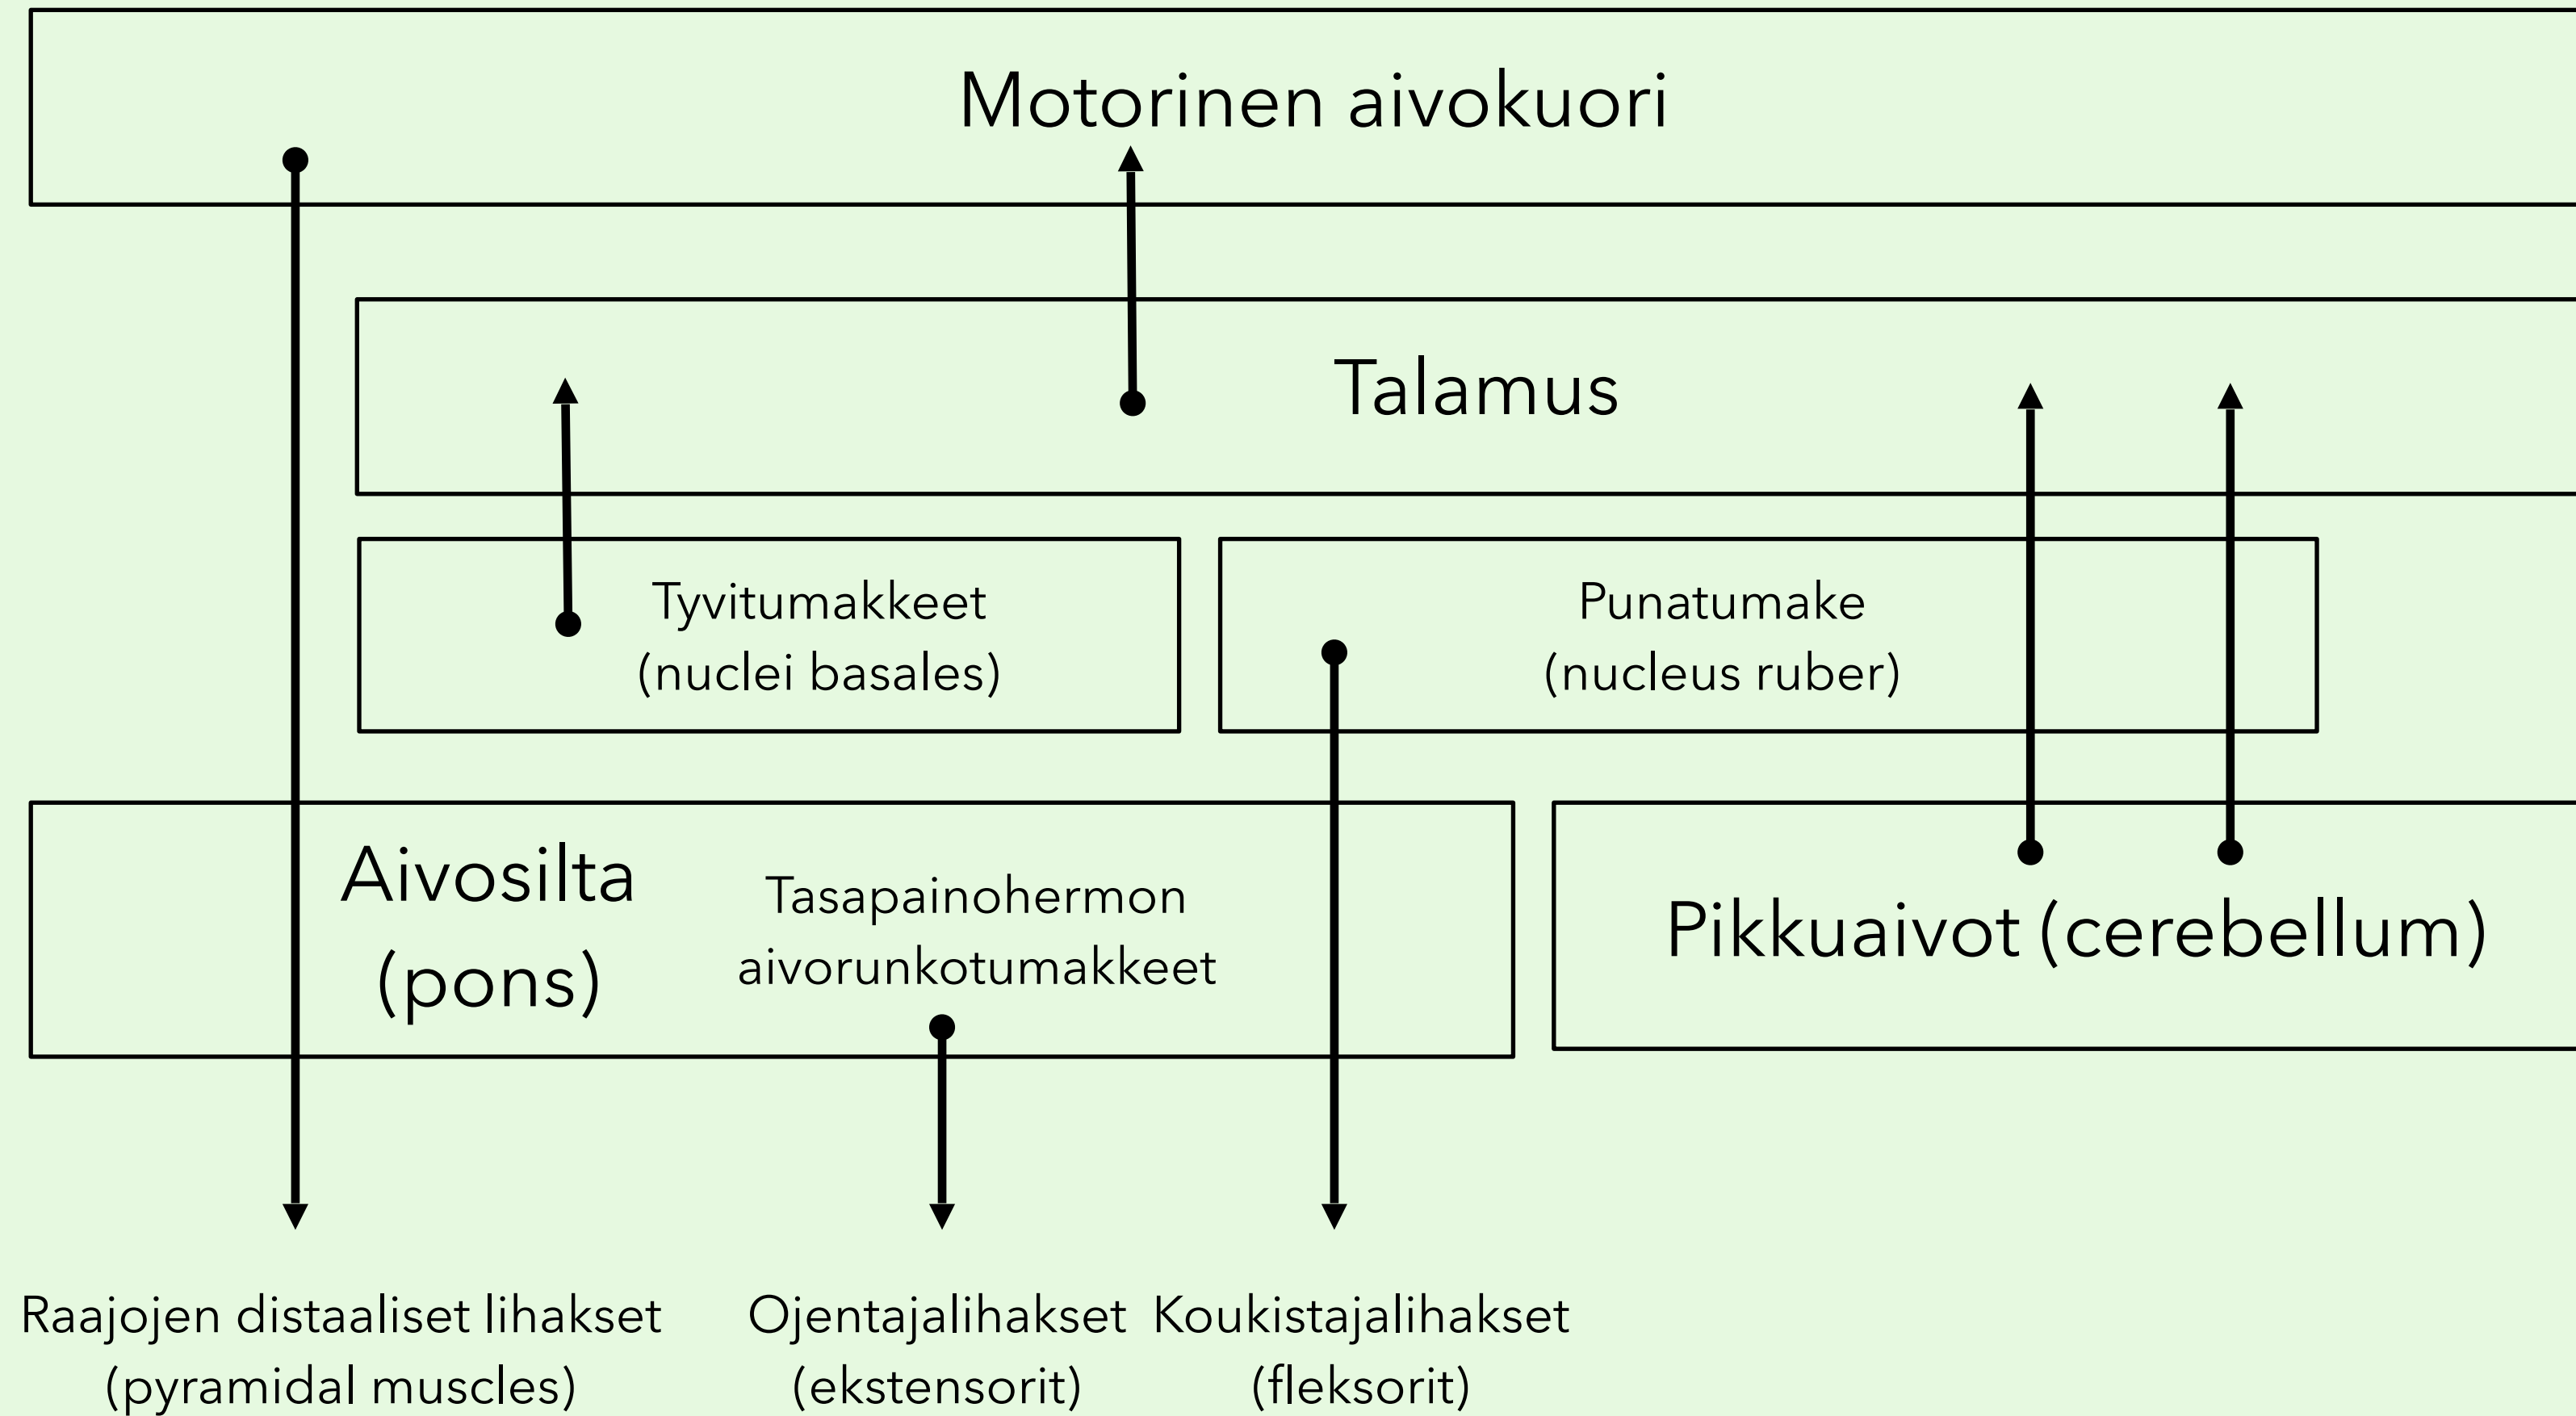 Motorinen aivokuori
Talamus
Tyvitumakkeet
(nuclei basales)
Punatumake
(nucleus ruber)
Aivosilta
(pons)
Tasapainohermon
aivorunkotumakkeet
Pikkuaivot (cerebellum)
Raajojen distaaliset lihakset
(pyramidal muscles)
Ojentajalihakset
(ekstensorit)
Koukistajalihakset
(fleksorit)